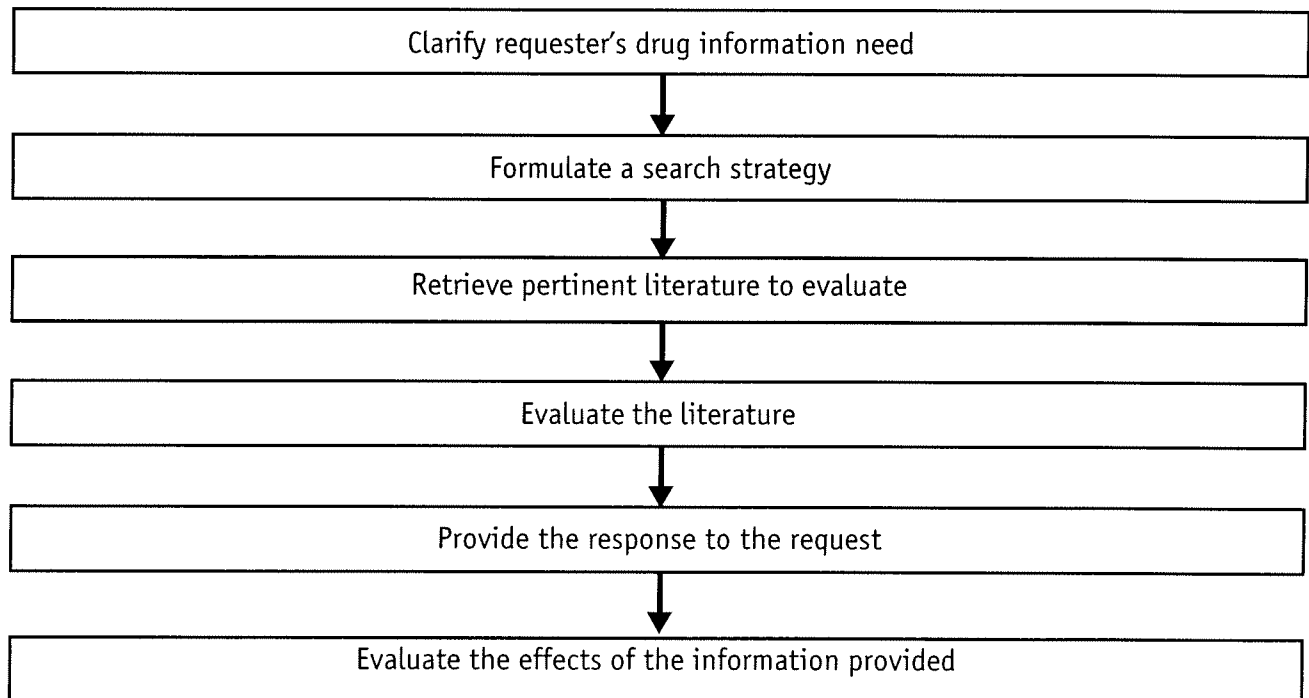 Clarify requester's drug information need
Formulate a search strategy
Retrieve pertinent literature to evaluate
Evaluate the literature
Provide the response to the request
Evaluate the effects of the information provided